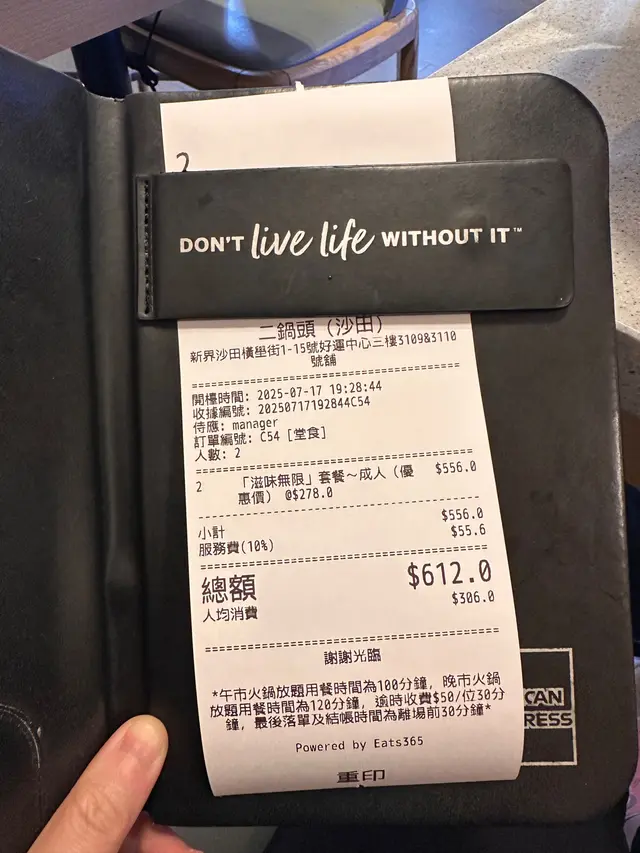 2
DON'T live life WITHOUT IT™
二鍋頭 (沙田)
新界沙田橫壆街1-15號好運中心三樓3109&3110
號舖
開檯時間: 2025-07-17 19:28:44
收據編號: 20250717192844C54
侍應: manager
訂單編號: C54 [堂食]
人數: 2
2 「滋味無限」套餐～成人 (優 $556.0
惠價) @$278.0
$556.0
小計 $55.6
服務費(10%)
總額 $612.0
人均消費 $306.0
謝謝光臨
*午市火鍋放題用餐時間為100分鐘, 晚市火鍋
放題用餐時間為120分鐘, 逾時收費$50/位30分
鐘, 最後落單及結帳時間為離場前30分鐘*
Powered by Eats365
重印
CAN
RESS